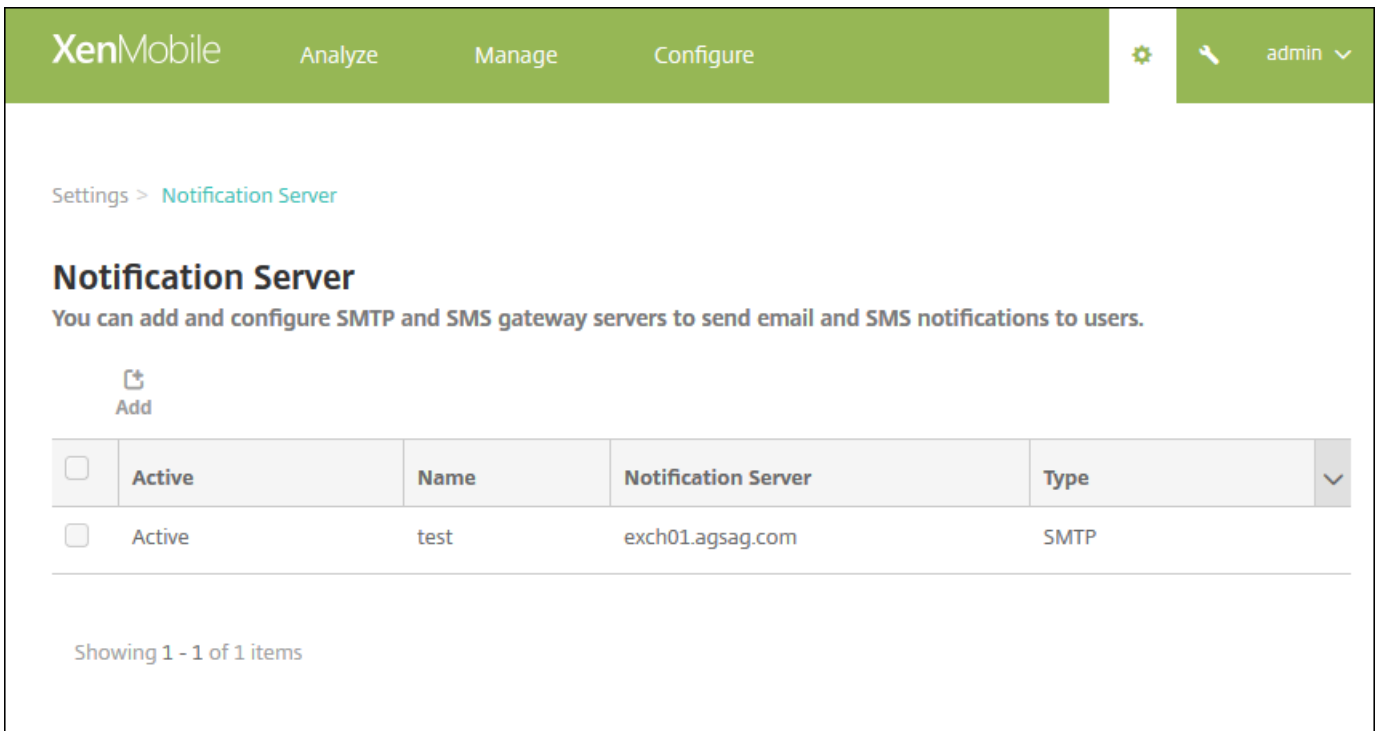 XenMobile Analyze Manage Configure admin
Settings > Notification Server
Notification Server
You can add and configure SMTP and SMS gateway servers to send email and SMS notifications to users.
Add
Active Name Notification Server Type
Active test exch01.agsag.com SMTP
Showing 1 - 1 of 1 items